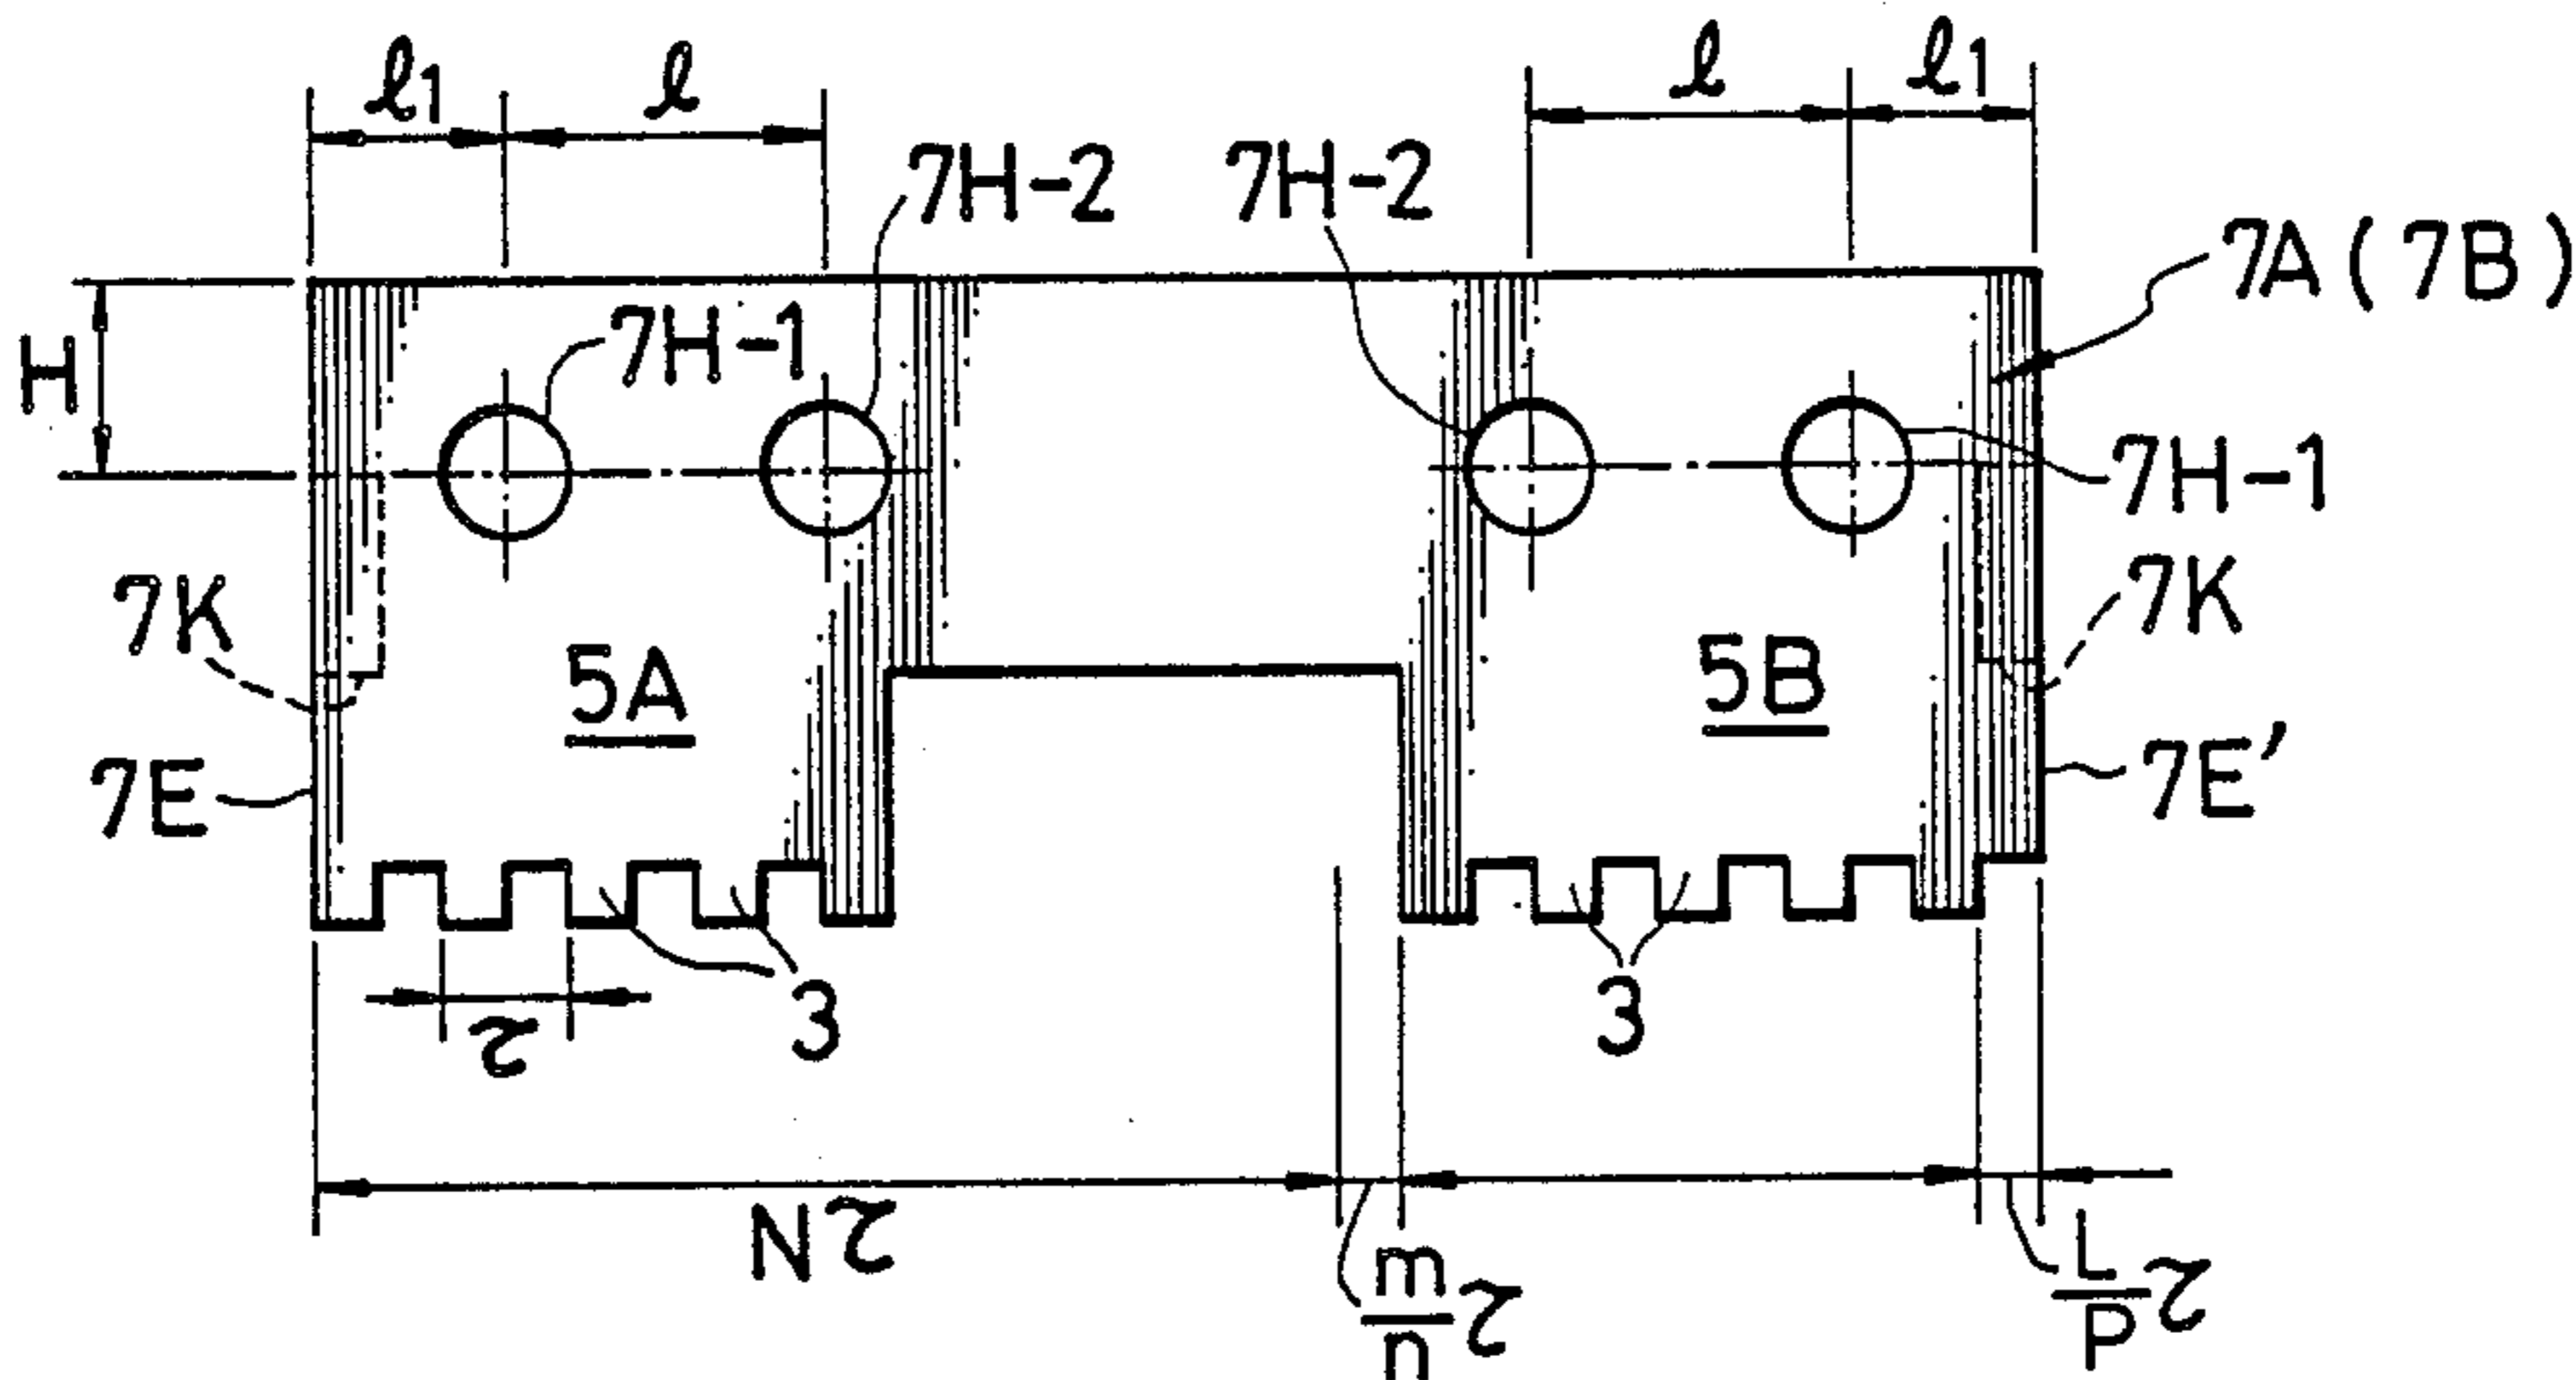 ℓ1 ℓ ℓ ℓ1
7H-2 7H-2
7A(7B)
7H-1
H
7H-1
7K 7K
5A 5B
7E 7E'
3 3
τ
Nτ
m/n τ
L/P τ